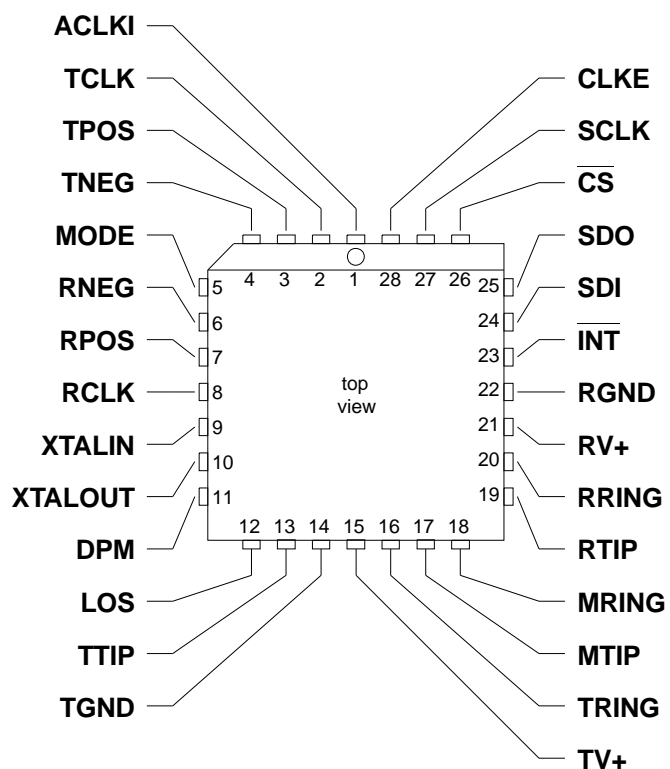 ACLKI
TCLK
TPOS
TNEG
MODE
RNEG
RPOS
RCLK
XTALIN
XTALOUT
DPM
LOS
TTIP
TGND
CLKE
SCLK
C̅S̅
SDO
SDI
I̅N̅T̅
RGND
RV+
RRING
RTIP
MRING
MTIP
TRING
TV+
4 3 2 1 28 27 26
5
6
7
8
9
10
11
25
24
23
22
21
20
19
12 13 14 15 16 17 18
top
view